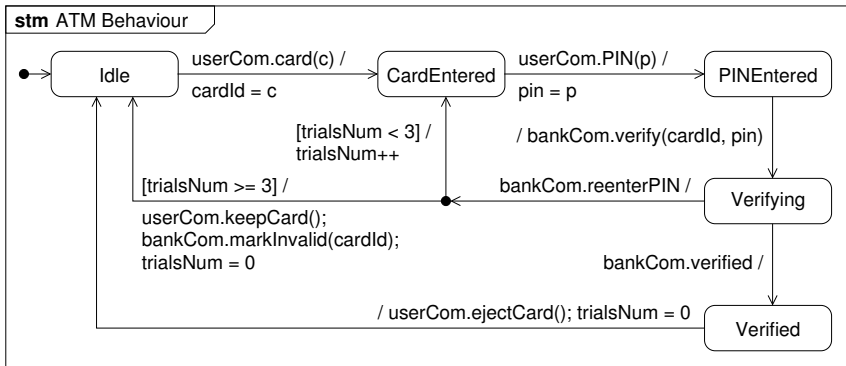 stm ATM Behaviour
userCom.card(c) /
userCom.PIN(p) /
Idle
CardEntered
PINEntered
cardId = c
pin = p
[trialsNum < 3] /
trialsNum++
/ bankCom.verify(cardId, pin)
[trialsNum >= 3] /
bankCom.reenterPIN /
Verifying
userCom.keepCard();
bankCom.markInvalid(cardId);
trialsNum = 0
bankCom.verified /
/ userCom.ejectCard(); trialsNum = 0
Verified